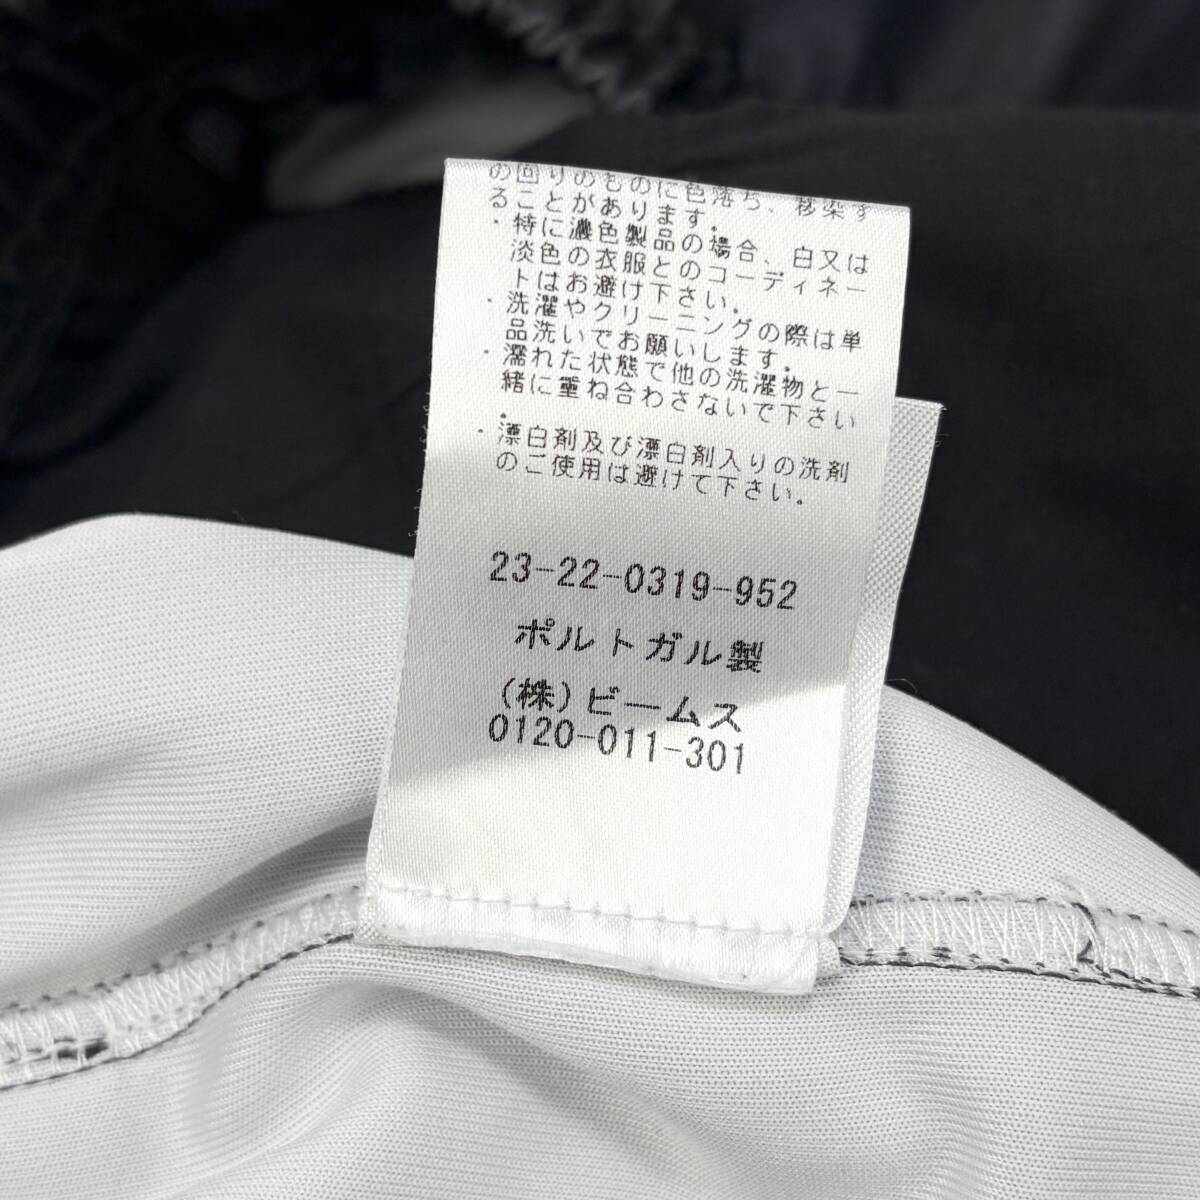 の回りのものに色落ち、移染す
ることがあります。
・特に濃色製品の場合、白又は
淡色の衣服とのコーディネー
トはお避け下さい。
・洗濯やクリーニングの際は単
品洗いでお願いします。
・濡れた状態で他の洗濯物と一
緒に重ね合わさないで下さい
。
・漂白剤及び漂白剤入りの洗剤
のご使用は避けて下さい。
23-22-0319-952
ポルトガル製
(株)ビームス
0120-011-301